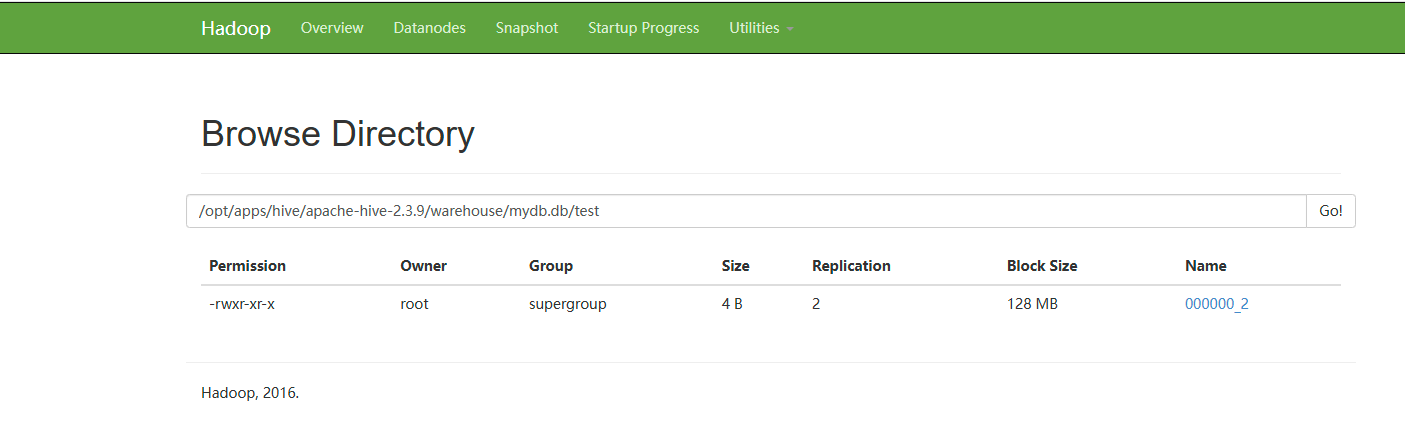 Hadoop Overview Datanodes Snapshot Startup Progress Utilities
Browse Directory
/opt/apps/hive/apache-hive-2.3.9/warehouse/mydb.db/test Go!
Permission Owner Group Size Replication Block Size Name
-rwxr-xr-x root supergroup 4 B 2 128 MB 000000_2
Hadoop, 2016.